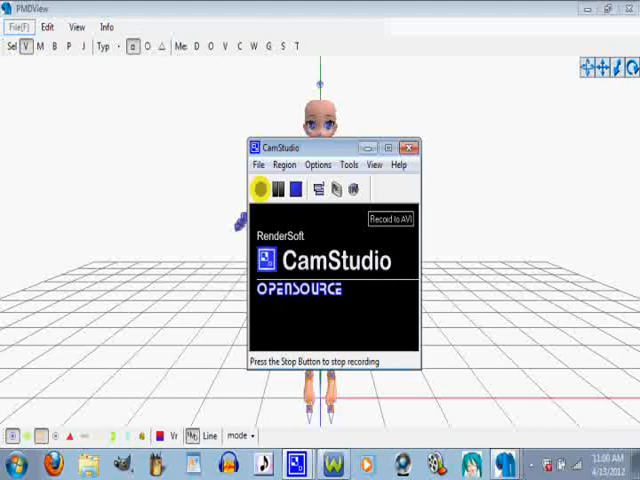 PMDView
File(F) Edit View Info
Sel V M B P J Typ Me: D O V C W G S T
CamStudio
File Region Options Tools View Help
Record to AVI
RenderSoft
CamStudio
OPENSOURCE
Press the Stop Button to stop recording
Vr Line mode
11:00 AM
4/13/2012